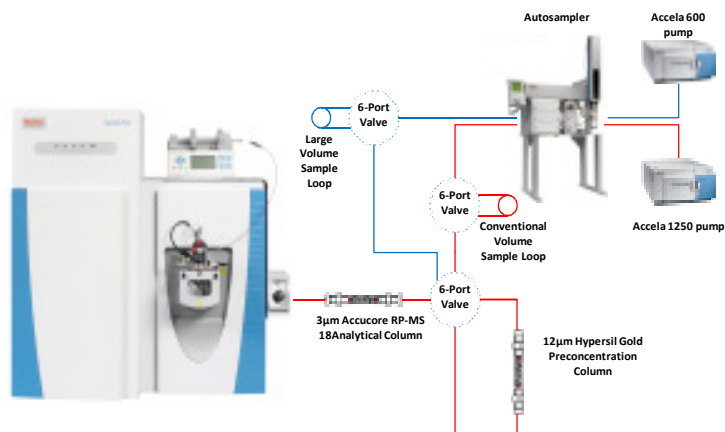 Autosampler
Accela 600
pump
6-Port
Valve
Large
Volume
Sample
Loop
6-Port
Valve
Conventional
Volume
Sample Loop
Accela 1250 pump
6-Port
Valve
3µm Accucore RP-MS
18Analytical Column
12µm Hypersil Gold
Preconcentration
Column